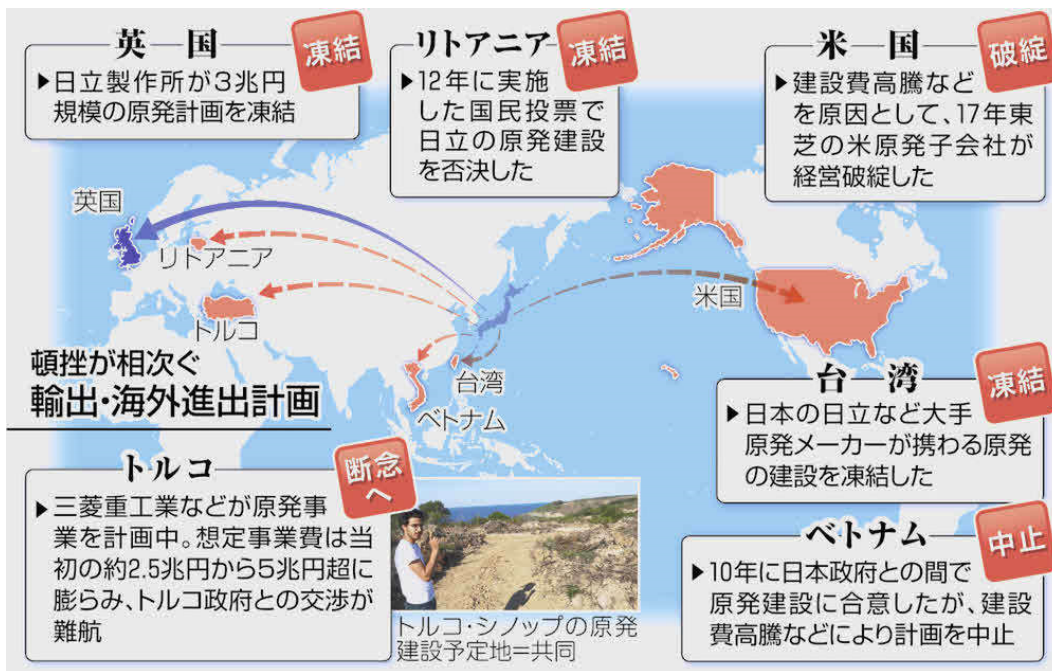 英国
凍結
▶日立製作所が3兆円
規模の原発計画を凍結
リトアニア
凍結
▶12年に実施
した国民投票で
日立の原発建設
を否決した
米国
破綻
▶建設費高騰など
を原因として、17年東
芝の米原発子会社が
経営破綻した
英国
リトアニア
トルコ
米国
台湾
ベトナム
頓挫が相次ぐ
輸出・海外進出計画
台湾
凍結
▶日本の日立など大手
原発メーカーが携わる原発
の建設を凍結した
トルコ
断念へ
▶三菱重工業などが原発事
業を計画中。想定事業費は当
初の約2.5兆円から5兆円超に
膨らみ、トルコ政府との交渉が
難航
トルコ・シノップの原発
建設予定地=共同
ベトナム
中止
▶10年に日本政府との間で
原発建設に合意したが、建設
費高騰などにより計画を中止